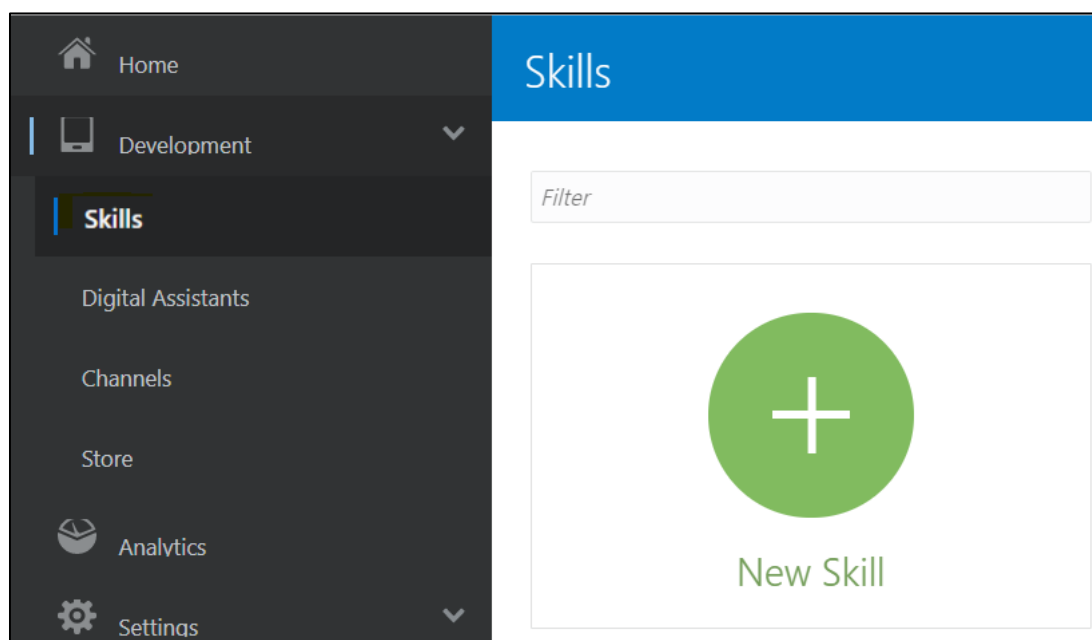 Home
Development
Skills
Digital Assistants
Channels
Store
Analytics
Settings
Skills
Filter
New Skill